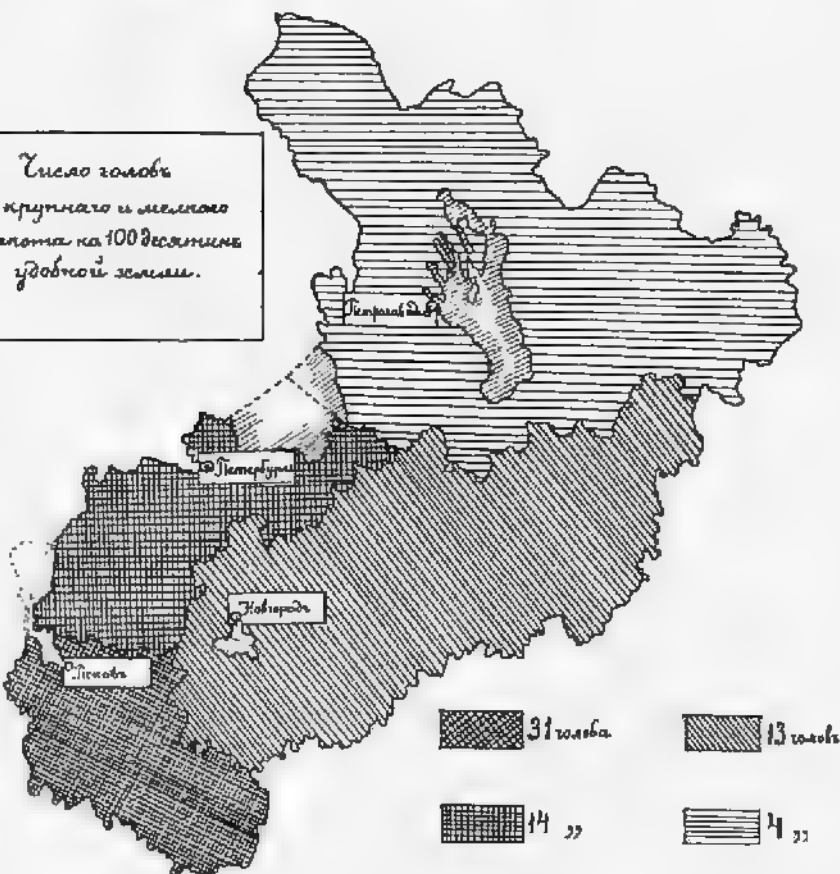 Число головъ
крупнаго и мелкаго
скота на 100 десятинъ
удобной земли.
Петрозаводскъ
Петербургъ
Новгородъ
Псковъ
31 голова
13 головъ
14 „
4 „